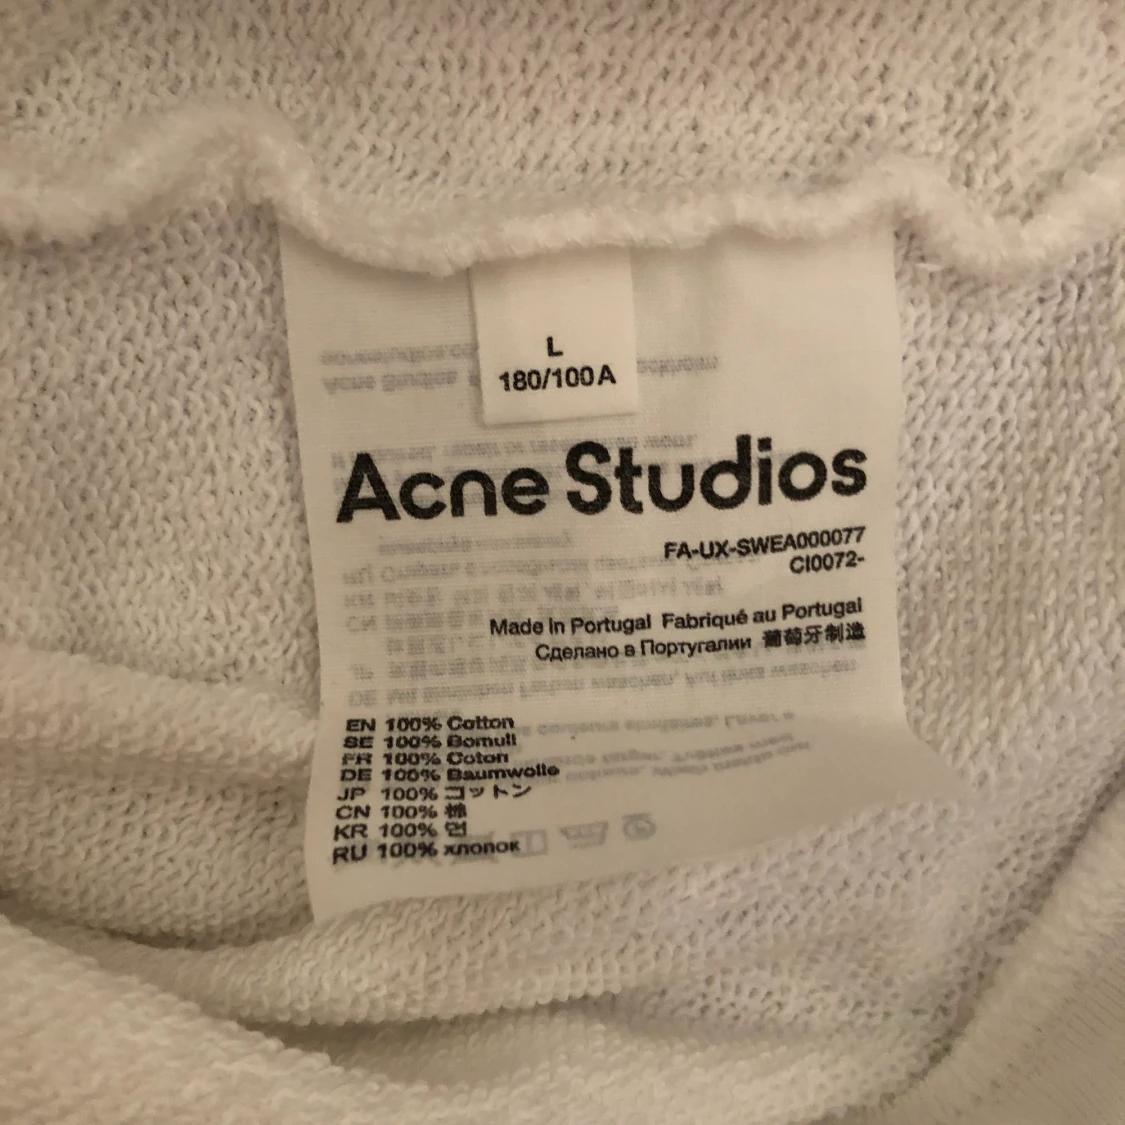 L
180/100A
Acne Studios
FA-UX-SWEA000077
CI0072-
Made in Portugal Fabriqué au Portugal
Сделано в Португалии 葡萄牙制造
EN 100% Cotton
SE 100% Bomull
FR 100% Coton
DE 100% Baumwolle
JP 100% コットン
CN 100% 棉
KR 100% 면
RU 100% хлопок